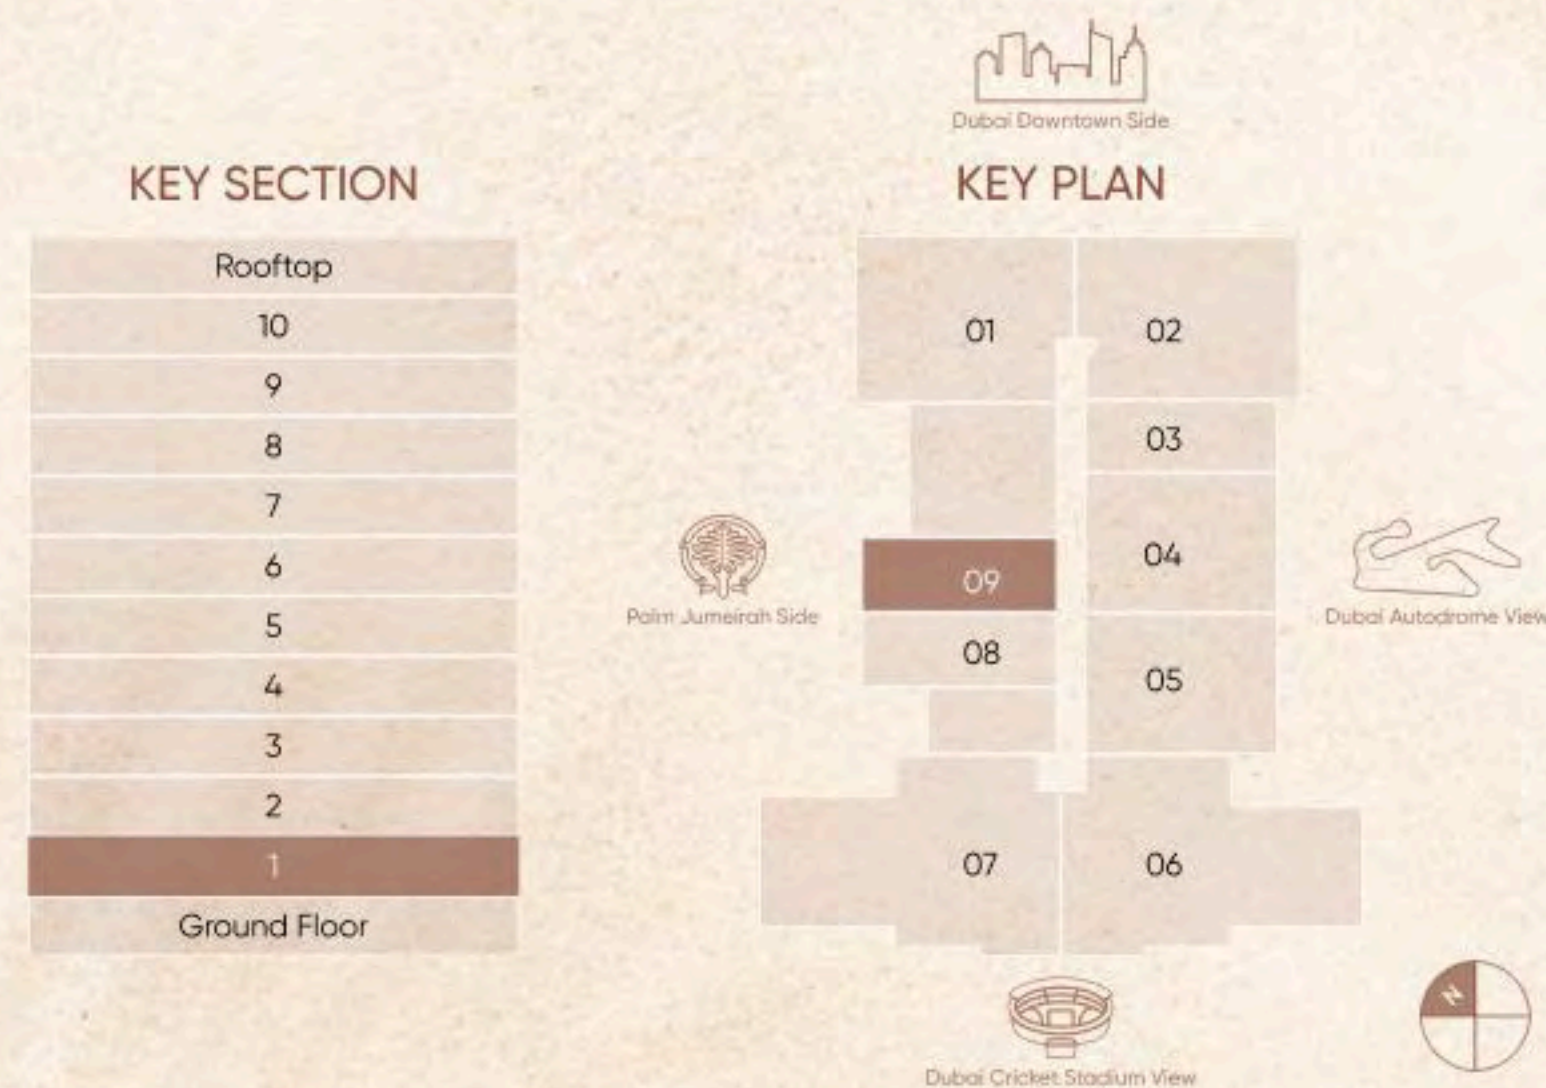 Dubai Downtown Side
KEY SECTION
KEY PLAN
Rooftop
10
9
8
7
6
5
4
3
2
1
Ground Floor
01
02
03
04
09
08
05
07
06
Palm Jumeirah Side
Dubai Autodrome View
Dubai Cricket Stadium View
N